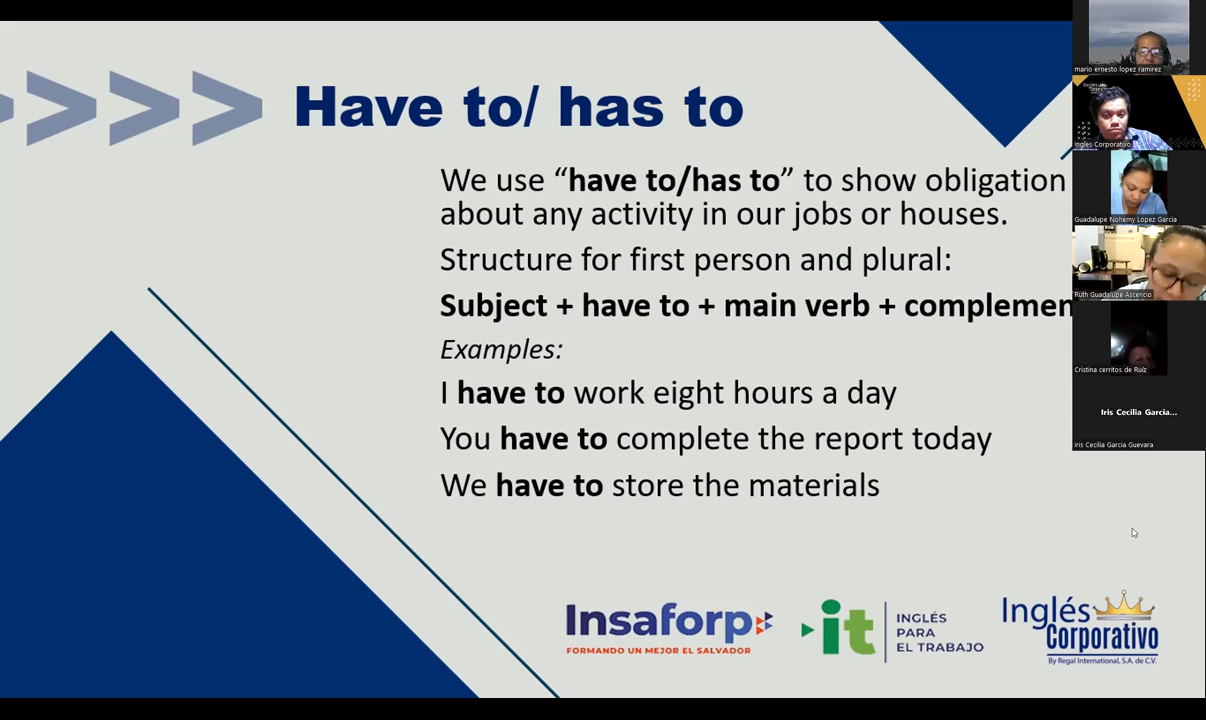 Have to/ has to
We use “have to/has to” to show obligation
about any activity in our jobs or houses.
Structure for first person and plural:
Subject + have to + main verb + complemen
Examples:
I have to work eight hours a day
You have to complete the report today
We have to store the materials
Insaforp
FORMANDO UN MEJOR EL SALVADOR
it
INGLÉS
PARA
EL TRABAJO
Inglés
Corporativo
By Regal International, S.A. de C.V.
mario ernesto lopez ramirez
Ingles Corporativo
Guadalupe Nohemy Lopez Garcia
Ruth Guadalupe Ascencio
Cristina cerritos de Ruiz
Iris Cecilia Garcia...
Iris Cecilia Garcia Guevara